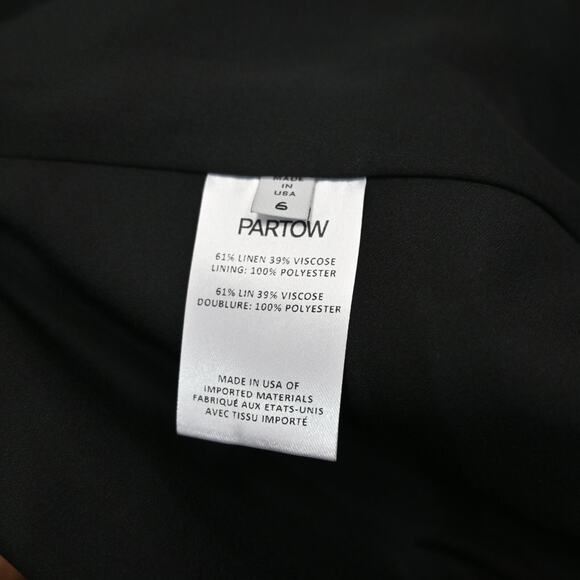 MADE
IN
USA
6
PARTOW
61% LINEN 39% VISCOSE
LINING: 100% POLYESTER
61% LIN 39% VISCOSE
DOUBLURE: 100% POLYESTER
MADE IN USA OF
IMPORTED MATERIALS
FABRIQUÉ AUX ETATS-UNIS
AVEC TISSU IMPORTÉ